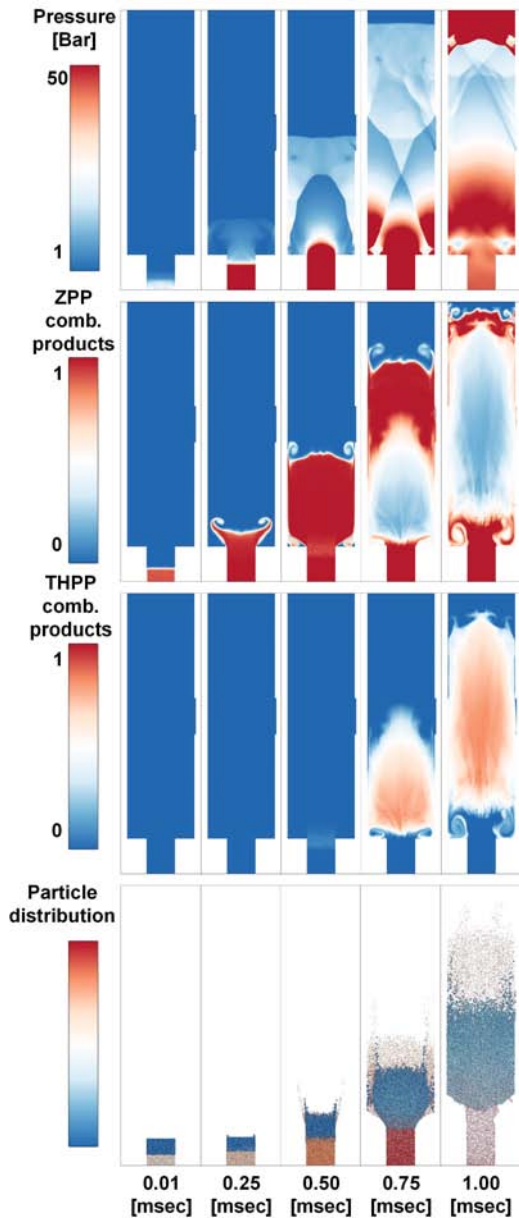 Pressure
[Bar]
50
1
ZPP
comb.
products
1
0
THPP
comb.
products
1
0
Particle
distribution
0.01 0.25 0.50 0.75 1.00
[msec] [msec] [msec] [msec] [msec]